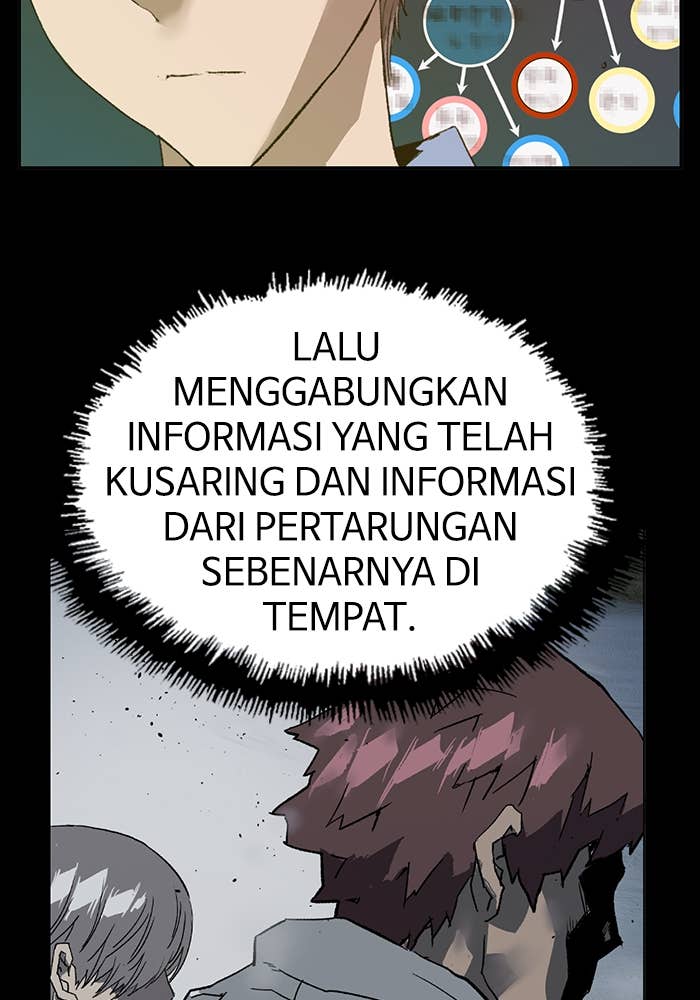 LALU
MENGGABUNGKAN
INFORMASI YANG TELAH
KUSARING DAN INFORMASI
DARI PERTARUNGAN
SEBENARNYA DI
TEMPAT.